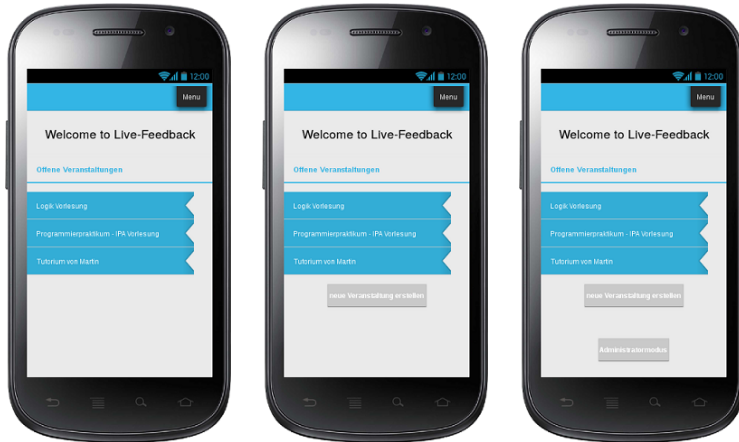 12:00
Menu
Welcome to Live-Feedback
Offene Veranstaltungen
Logik Vorlesung
Programmierpraktikum - IPA Vorlesung
Tutorium von Martin
12:00
Menu
Welcome to Live-Feedback
Offene Veranstaltungen
Logik Vorlesung
Programmierpraktikum - IPA Vorlesung
Tutorium von Martin
neue Veranstaltung erstellen
12:00
Menu
Welcome to Live-Feedback
Offene Veranstaltungen
Logik Vorlesung
Programmierpraktikum - IPA Vorlesung
Tutorium von Martin
neue Veranstaltung erstellen
Administratormodus